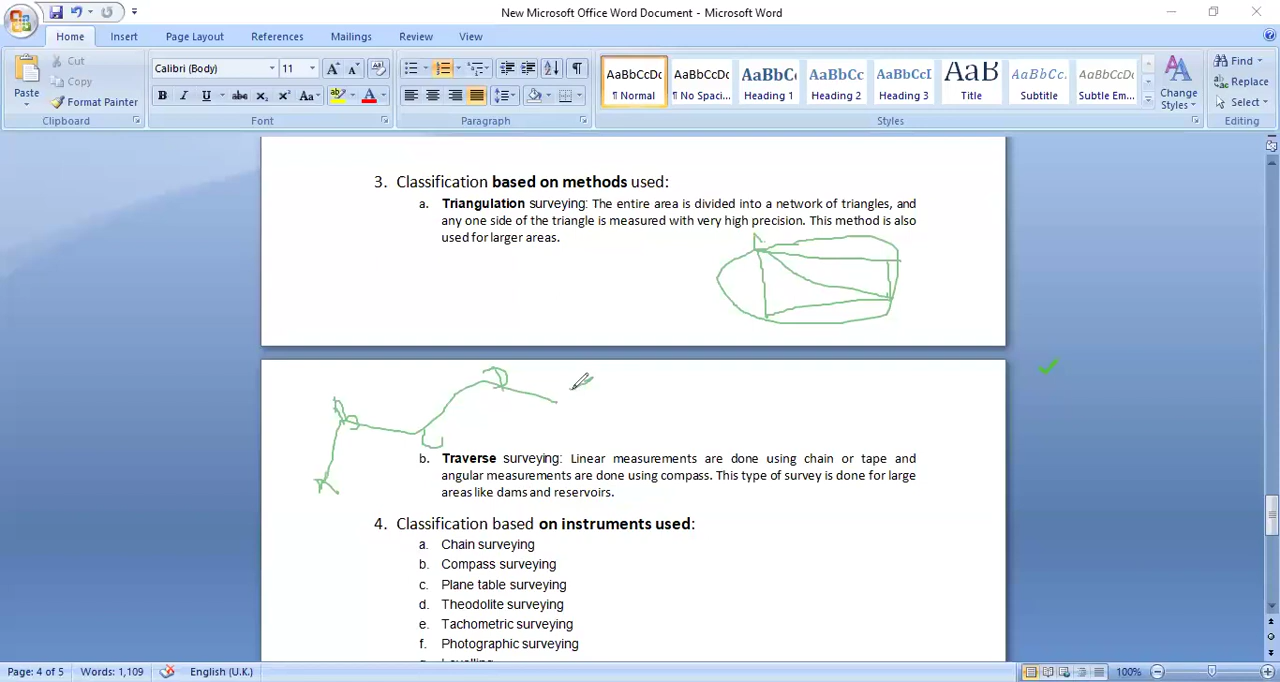 New Microsoft Office Word Document - Microsoft Word
Home Insert Page Layout References Mailings Review View
Cut
Copy
Paste
Format Painter
Clipboard
Calibri (Body) 11
Font
Paragraph
AaBbCcDc AaBbCcDc AaBbC AaBbCc AaBbCcI AaB AaBbCc. AaBbCcDc
¶ Normal ¶ No Spaci... Heading 1 Heading 2 Heading 3 Title Subtitle Subtle Em...
Change
Styles
Styles
Find
Replace
Select
Editing
3. Classification based on methods used:
a. Triangulation surveying: The entire area is divided into a network of triangles, and
any one side of the triangle is measured with very high precision. This method is also
used for larger areas.
D
B
C
A
b. Traverse surveying: Linear measurements are done using chain or tape and
angular measurements are done using compass. This type of survey is done for large
areas like dams and reservoirs.
4. Classification based on instruments used:
a. Chain surveying
b. Compass surveying
c. Plane table surveying
d. Theodolite surveying
e. Tachometric surveying
f. Photographic surveying
g. Levelling
Page: 4 of 5 Words: 1,109 English (U.K.) 100%